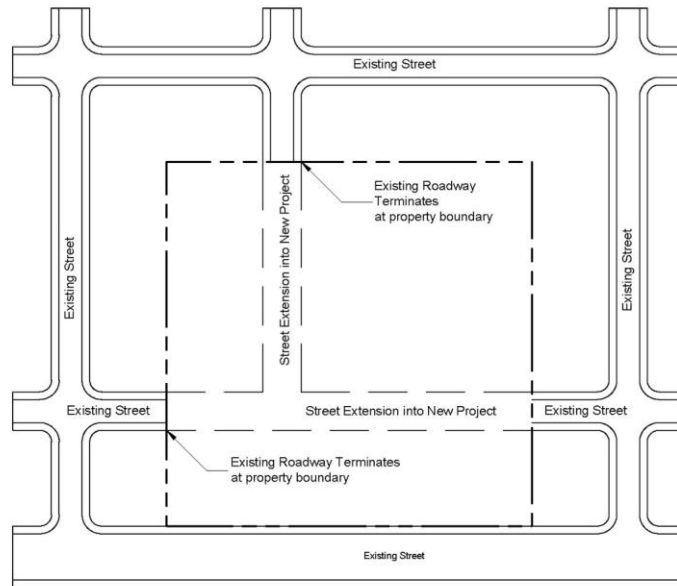 Existing Street
Existing Roadway
Terminates
at property boundary
Street Extension into New Project
Existing Street
Existing Street
Existing Street
Street Extension into New Project
Existing Street
Existing Roadway Terminates
at property boundary
Existing Street